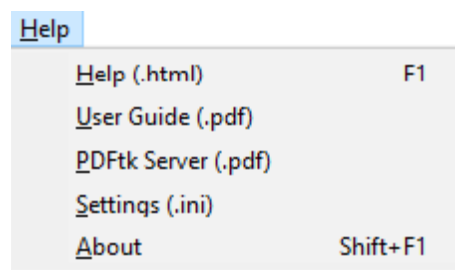 Help
Help (.html) F1
User Guide (.pdf)
PDFtk Server (.pdf)
Settings (.ini)
About Shift+F1